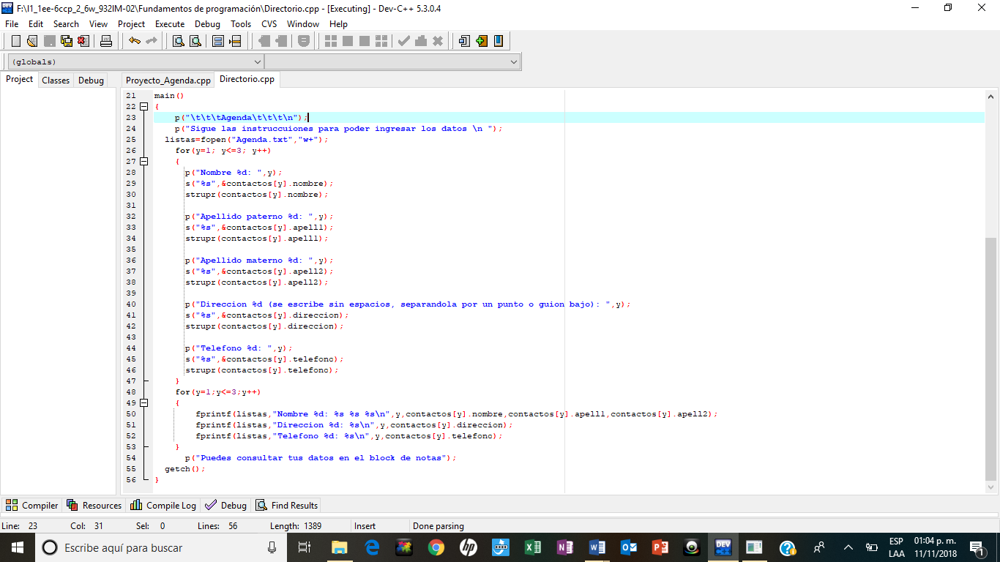 F:\I1_1ee-6ccp_2_6w_932IM-02\Fundamentos de programación\Directorio.cpp - [Executing] - Dev-C++ 5.3.0.4
File Edit Search View Project Execute Debug Tools CVS Window Help
(globals)
Project Classes Debug Proyecto_Agenda.cpp Directorio.cpp
21 main()
22 {
23 p("\t\t\tAgenda\t\t\t\n");
24 p("Sigue las instruccuiones para poder ingresar los datos \n ");
25 listas=fopen("Agenda.txt","w+");
26 for(y=1; y<=3; y++)
27 {
28 p("Nombre %d: ",y);
29 s("%s",&contactos[y].nombre);
30 strupr(contactos[y].nombre);
31
32 p("Apellido paterno %d: ",y);
33 s("%s",&contactos[y].apell1);
34 strupr(contactos[y].apell1);
35
36 p("Apellido materno %d: ",y);
37 s("%s",&contactos[y].apell2);
38 strupr(contactos[y].apell2);
39
40 p("Direccion %d (se escribe sin espacios, separandola por un punto o guion bajo): ",y);
41 s("%s",&contactos[y].direccion);
42 strupr(contactos[y].direccion);
43
44 p("Telefono %d: ",y);
45 s("%s",&contactos[y].telefono);
46 strupr(contactos[y].telefono);
47 }
48 for(y=1;y<=3;y++)
49 {
50 fprintf(listas,"Nombre %d: %s %s %s\n",y,contactos[y].nombre,contactos[y].apell1,contactos[y].apell2);
51 fprintf(listas,"Direccion %d: %s\n",y,contactos[y].direccion);
52 fprintf(listas,"Telefono %d: %s\n",y,contactos[y].telefono);
53 }
54 p("Puedes consultar tus datos en el block de notas");
55 getch();
56 }
Compiler Resources Compile Log Debug Find Results
Line: 23 Col: 31 Sel: 0 Lines: 56 Length: 1389 Insert Done parsing
Escribe aquí para buscar
ESP 01:04 p. m.
LAA 11/11/2018